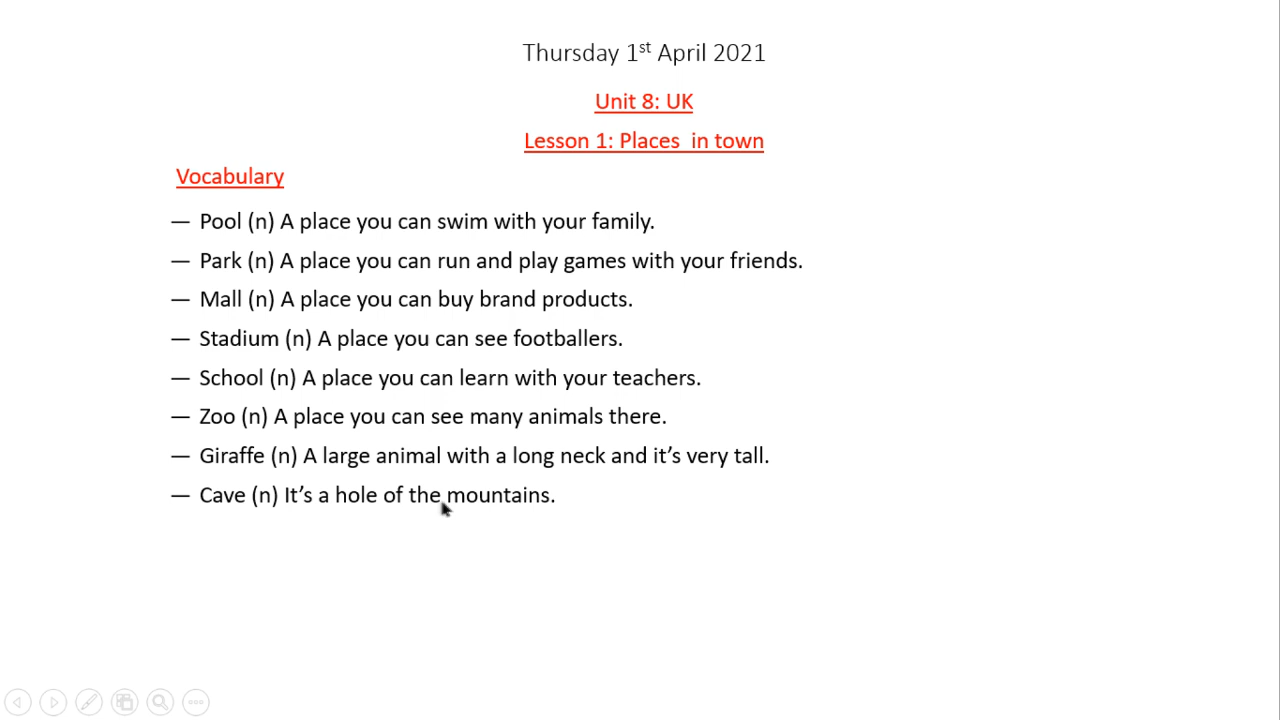 Thursday 1st April 2021
Unit 8: UK
Lesson 1: Places in town
Vocabulary
— Pool (n) A place you can swim with your family.
— Park (n) A place you can run and play games with your friends.
— Mall (n) A place you can buy brand products.
— Stadium (n) A place you can see footballers.
— School (n) A place you can learn with your teachers.
— Zoo (n) A place you can see many animals there.
— Giraffe (n) A large animal with a long neck and it’s very tall.
— Cave (n) It’s a hole of the mountains.